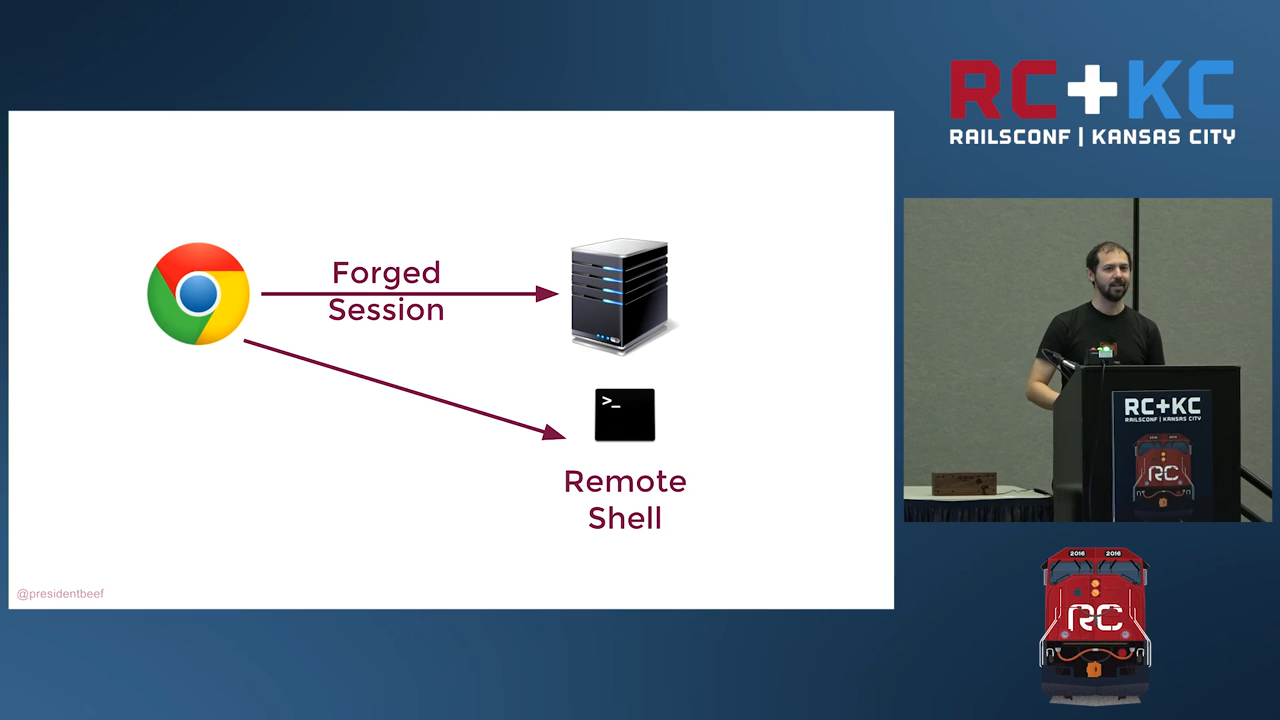 RC+KC
RAILSCONF | KANSAS CITY
Forged
Session
>_
Remote
Shell
@presidentbeef
RC+KC
RAILSCONF | KANSAS CITY
RC
2016 2016
RC